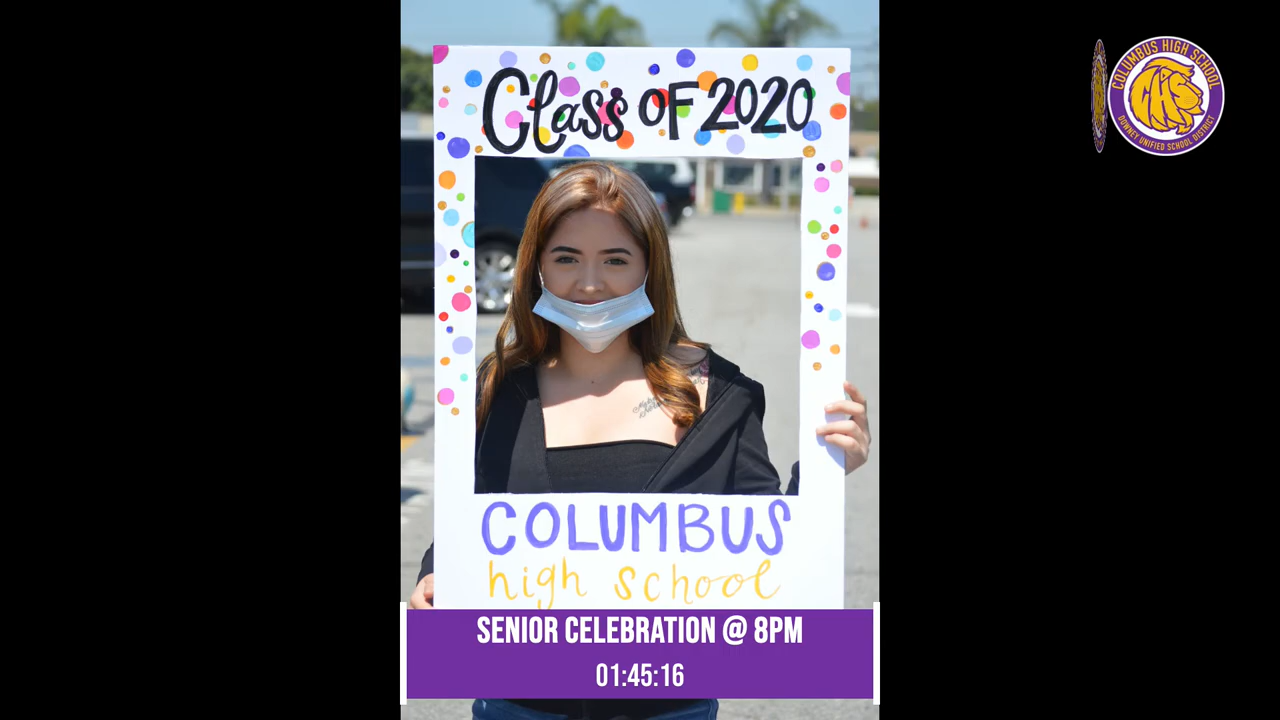 Class of 2020
COLUMBUS HIGH SCHOOL
CHS
DOWNEY UNIFIED SCHOOL DISTRICT
COLUMBUS
high school
SENIOR CELEBRATION @ 8PM
01:45:16